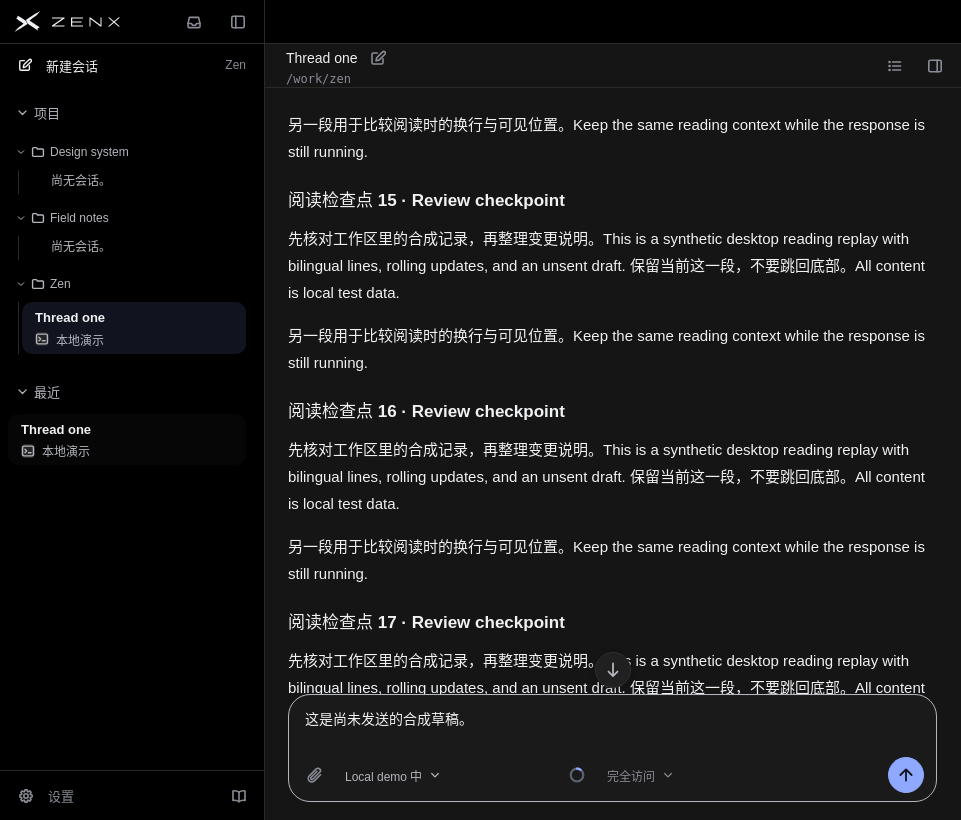 ZENX
新建会话 Zen
项目
Design system
尚无会话。
Field notes
尚无会话。
Zen
Thread one
本地演示
最近
Thread one
本地演示
设置
Thread one
/work/zen
另一段用于比较阅读时的换行与可见位置。Keep the same reading context while the response is
still running.
阅读检查点 15 · Review checkpoint
先核对工作区里的合成记录，再整理变更说明。This is a synthetic desktop reading replay with
bilingual lines, rolling updates, and an unsent draft. 保留当前这一段，不要跳回底部。All content
is local test data.
另一段用于比较阅读时的换行与可见位置。Keep the same reading context while the response is
still running.
阅读检查点 16 · Review checkpoint
先核对工作区里的合成记录，再整理变更说明。This is a synthetic desktop reading replay with
bilingual lines, rolling updates, and an unsent draft. 保留当前这一段，不要跳回底部。All content
is local test data.
另一段用于比较阅读时的换行与可见位置。Keep the same reading context while the response is
still running.
阅读检查点 17 · Review checkpoint
先核对工作区里的合成记录，再整理变更说明。 is a synthetic desktop reading replay with
bilingual lines, rolling updates, and an unsent draft. 保留当前这一段，不要跳回底部。All content
这是尚未发送的合成草稿。
Local demo 中 完全访问